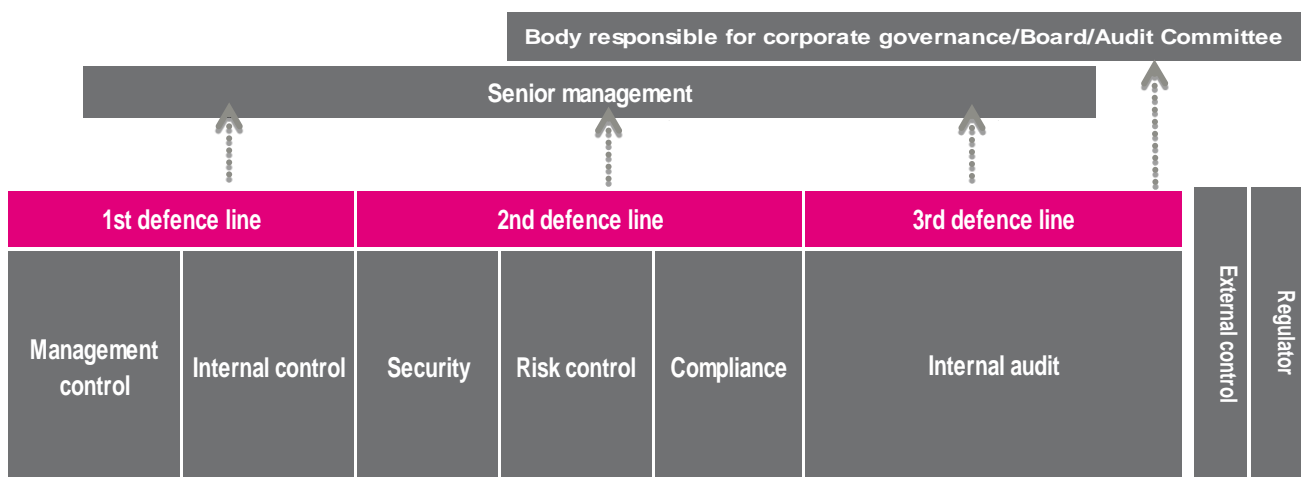 Body responsible for corporate governance/Board/Audit Committee
Senior management
1st defence line
2nd defence line
3rd defence line
Management
control
Internal control
Security
Risk control
Compliance
Internal audit
External control
Regulator